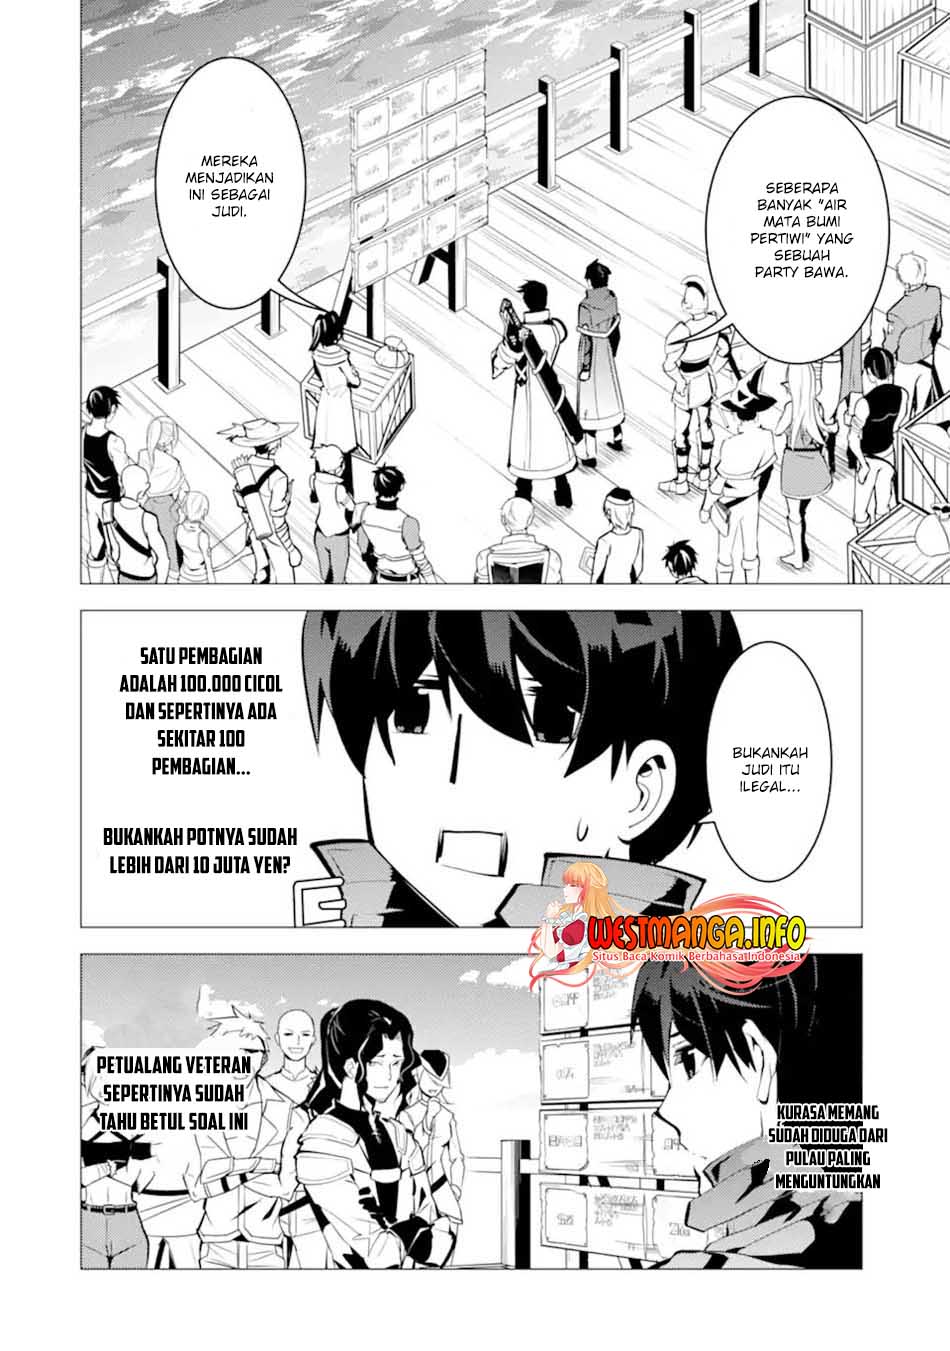 SEBERAPA
BANYAK "AIR
MATA BUMI
PERTIWI" YANG
SEBUAH
PARTY BAWA.
MEREKA
MENJADIKAN
INI SEBAGAI
JUDI.
BUKANKAH
JUDI ITU
ILEGAL...
SATU PEMBAGIAN
ADALAH 100.000 CICOL
DAN SEPERTINYA ADA
SEKITAR 100
PEMBAGIAN...
BUKANKAH POTNYA SUDAH
LEBIH DARI 10 JUTA YEN?
WESTMANGA.INFO
Situs Baca Komik Berbahasa Indonesia
KURASA MEMANG
SUDAH DIDUGA DARI
PULAU PALING
MENGUNTUNGKAN
PETUALANG VETERAN
SEPERTINYA SUDAH
TAHU BETUL SOAL INI